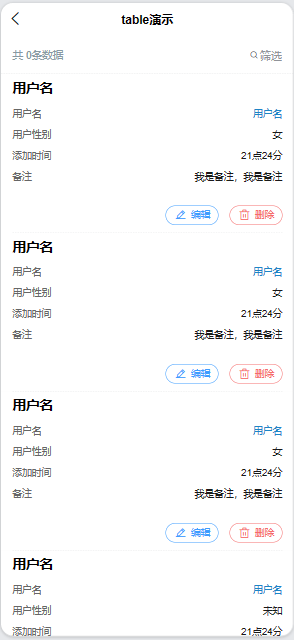 table演示
共 0条数据 筛选
用户名
用户名 用户名
用户性别 女
添加时间 21点24分
备注 我是备注，我是备注
编辑 删除
用户名
用户名 用户名
用户性别 女
添加时间 21点24分
备注 我是备注，我是备注
编辑 删除
用户名
用户名 用户名
用户性别 女
添加时间 21点24分
备注 我是备注，我是备注
编辑 删除
用户名
用户名 用户名
用户性别 未知
添加时间 21点24分